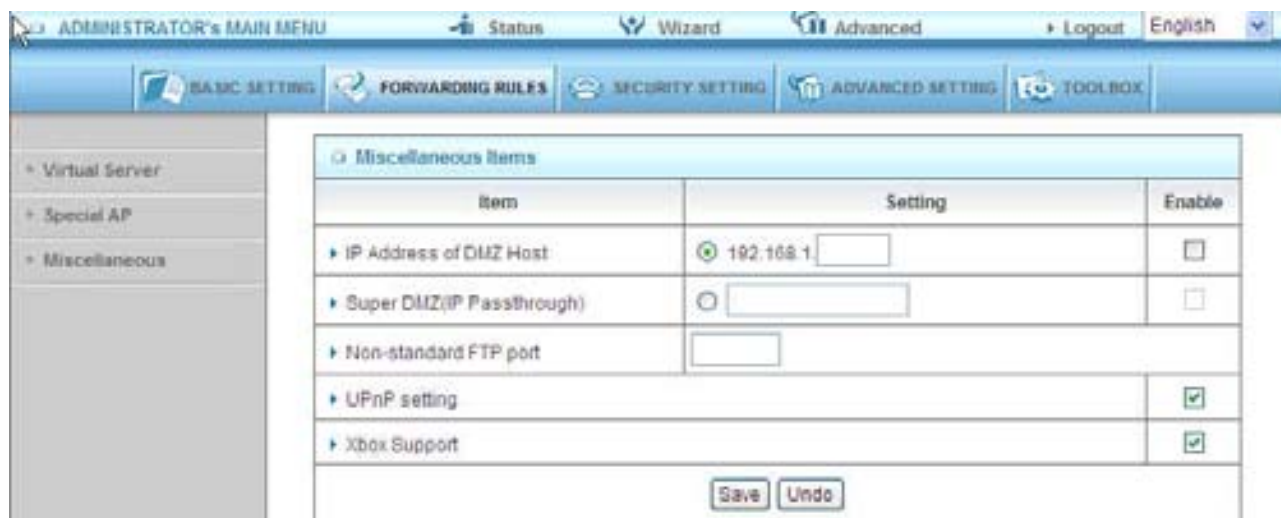 ADMINISTRATOR's MAIN MENU Status Wizard Advanced Logout English
BASIC SETTING FORWARDING RULES SECURITY SETTING ADVANCED SETTING TOOLBOX
Virtual Server
Special AP
Miscellaneous
Miscellaneous Items
Item Setting Enable
IP Address of DMZ Host 192.168.1.
Super DMZ(IP Passthrough)
Non-standard FTP port
UPnP setting
Xbox Support
Save Undo